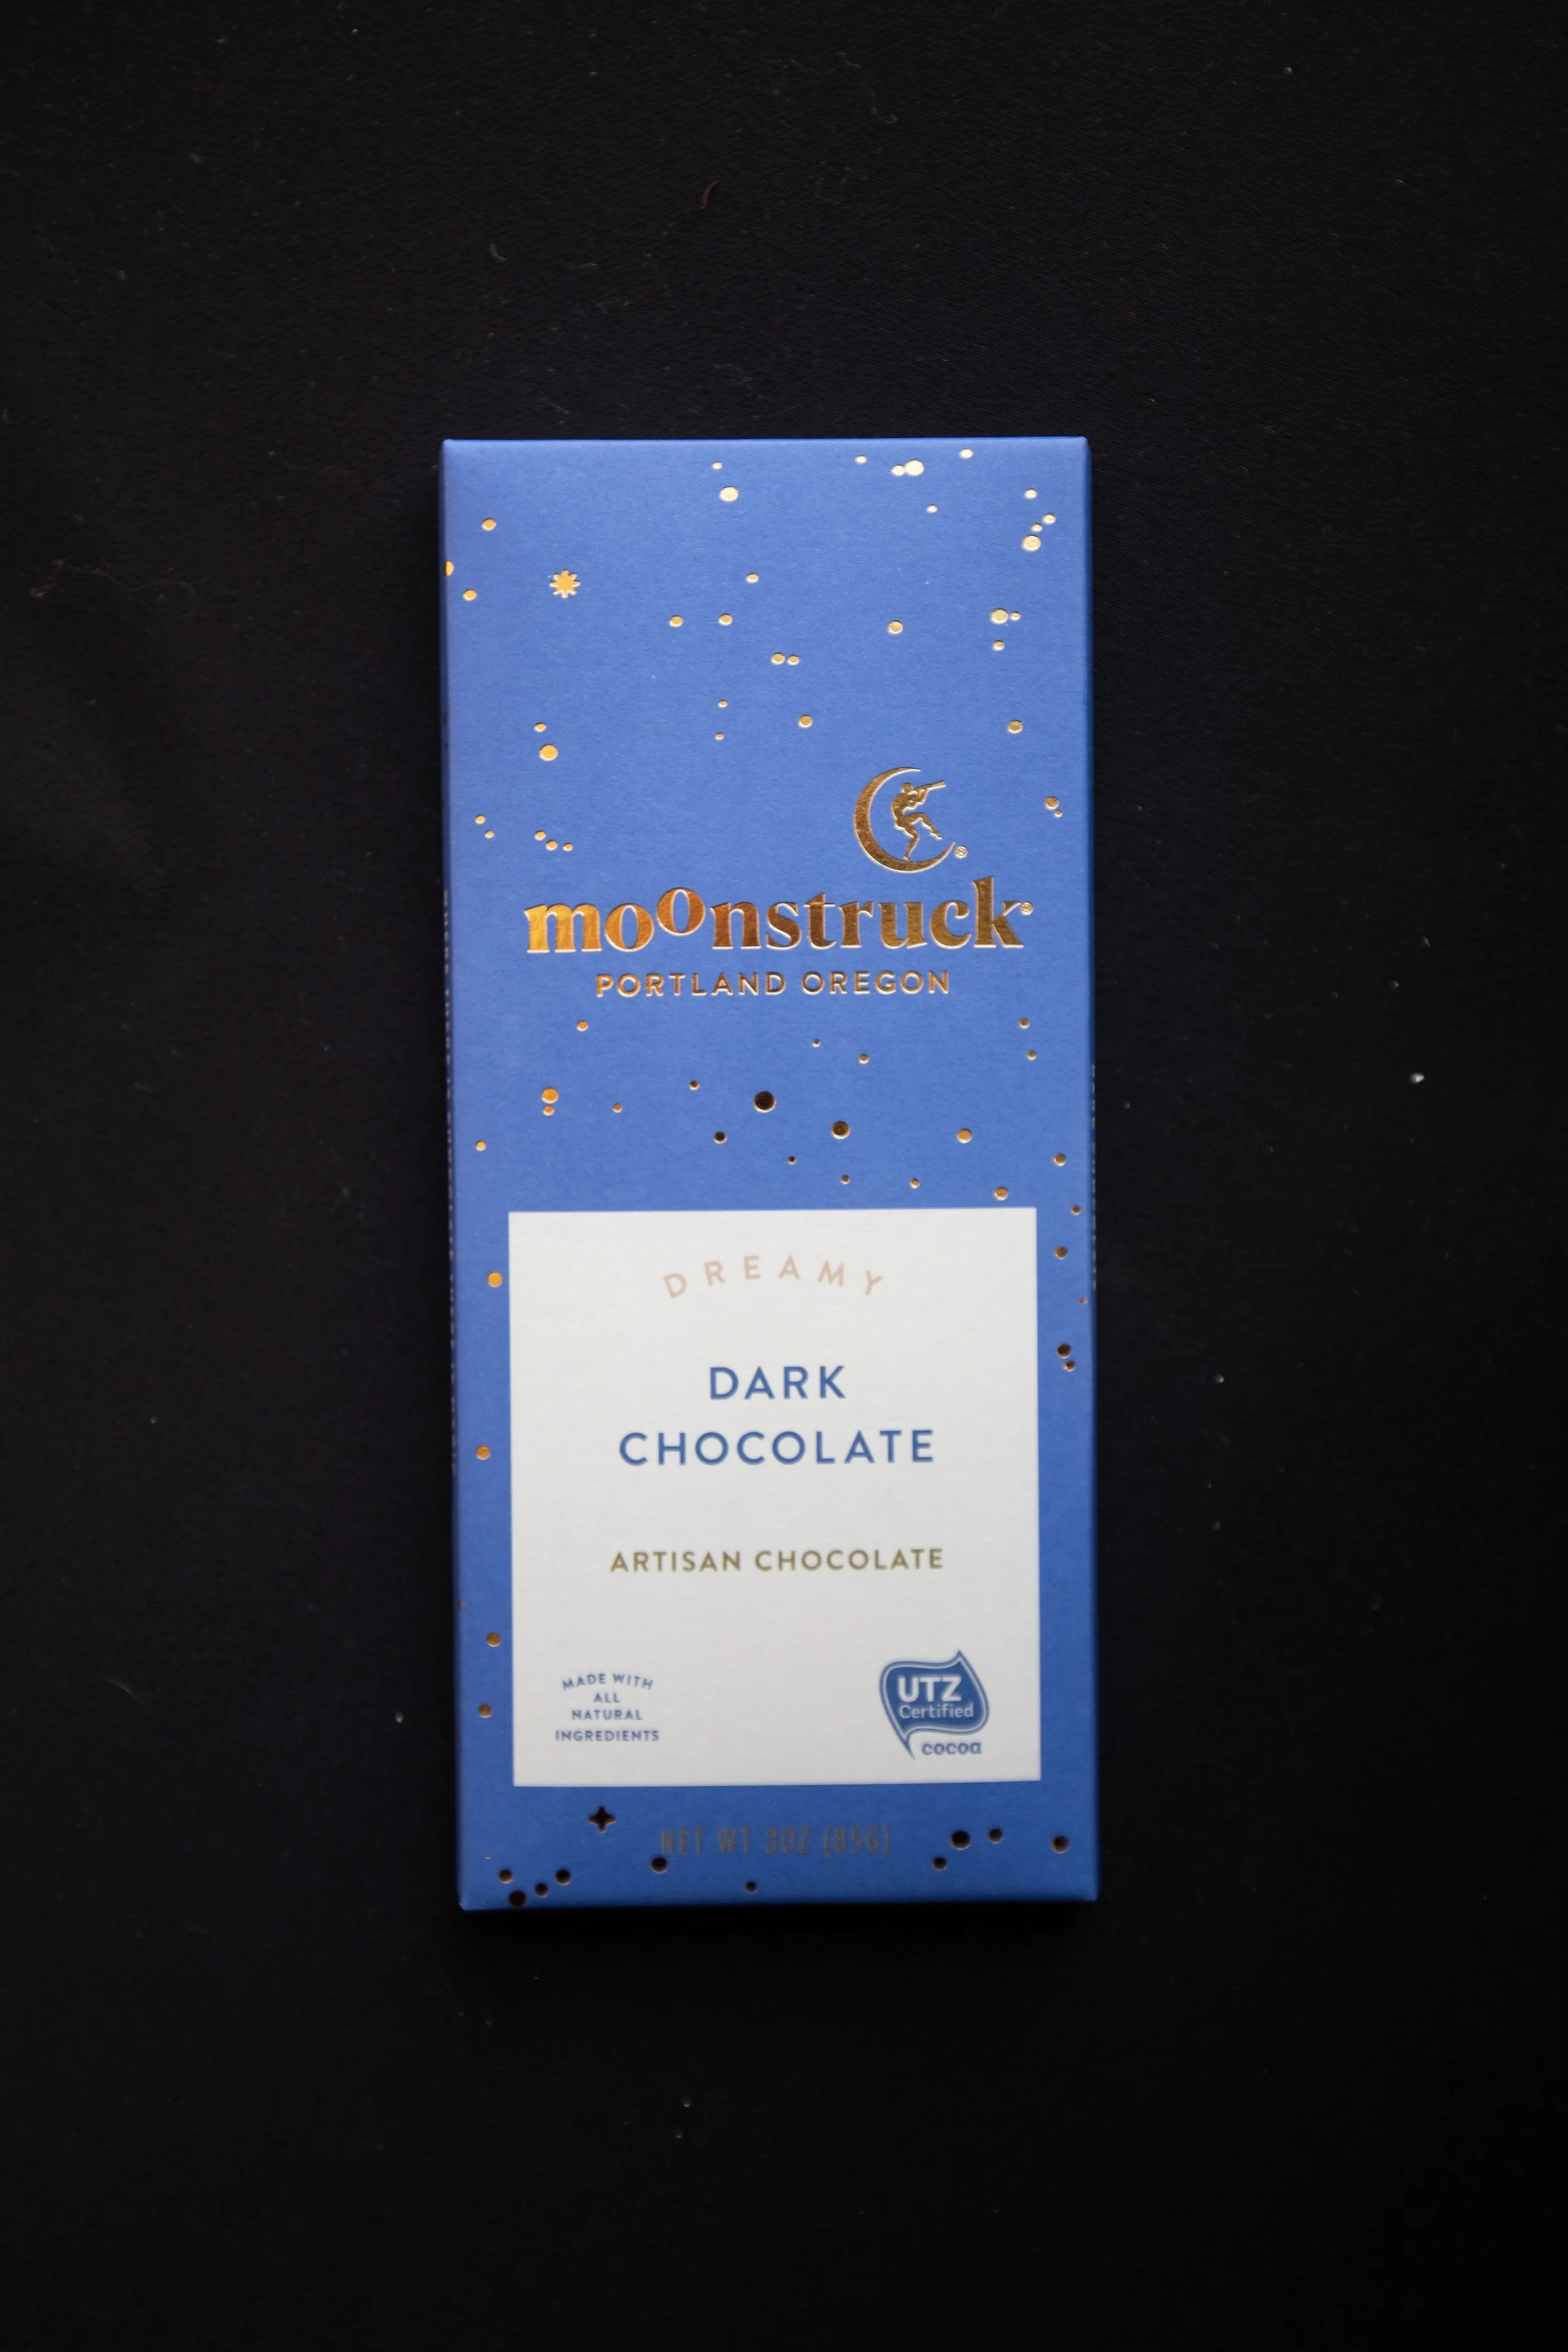 moonstruck®
PORTLAND OREGON
DREAMY
DARK
CHOCOLATE
ARTISAN CHOCOLATE
MADE WITH
ALL
NATURAL
INGREDIENTS
UTZ
Certified
cocoa
NET WT 3OZ (85G)